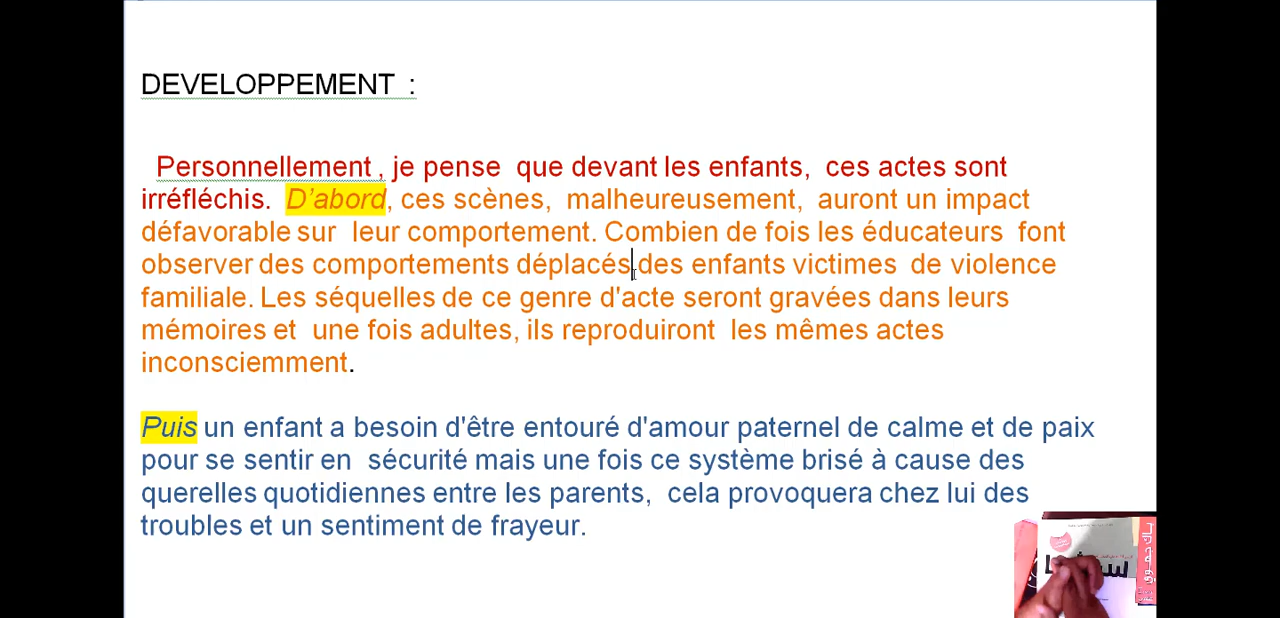 DEVELOPPEMENT :
Personnellement , je pense que devant les enfants, ces actes sont
irréfléchis. D'abord, ces scènes, malheureusement, auront un impact
défavorable sur leur comportement. Combien de fois les éducateurs font
observer des comportements déplacés des enfants victimes de violence
familiale. Les séquelles de ce genre d'acte seront gravées dans leurs
mémoires et une fois adultes, ils reproduiront les mêmes actes
inconsciemment.
Puis un enfant a besoin d'être entouré d'amour paternel de calme et de paix
pour se sentir en sécurité mais une fois ce système brisé à cause des
querelles quotidiennes entre les parents, cela provoquera chez lui des
troubles et un sentiment de frayeur.